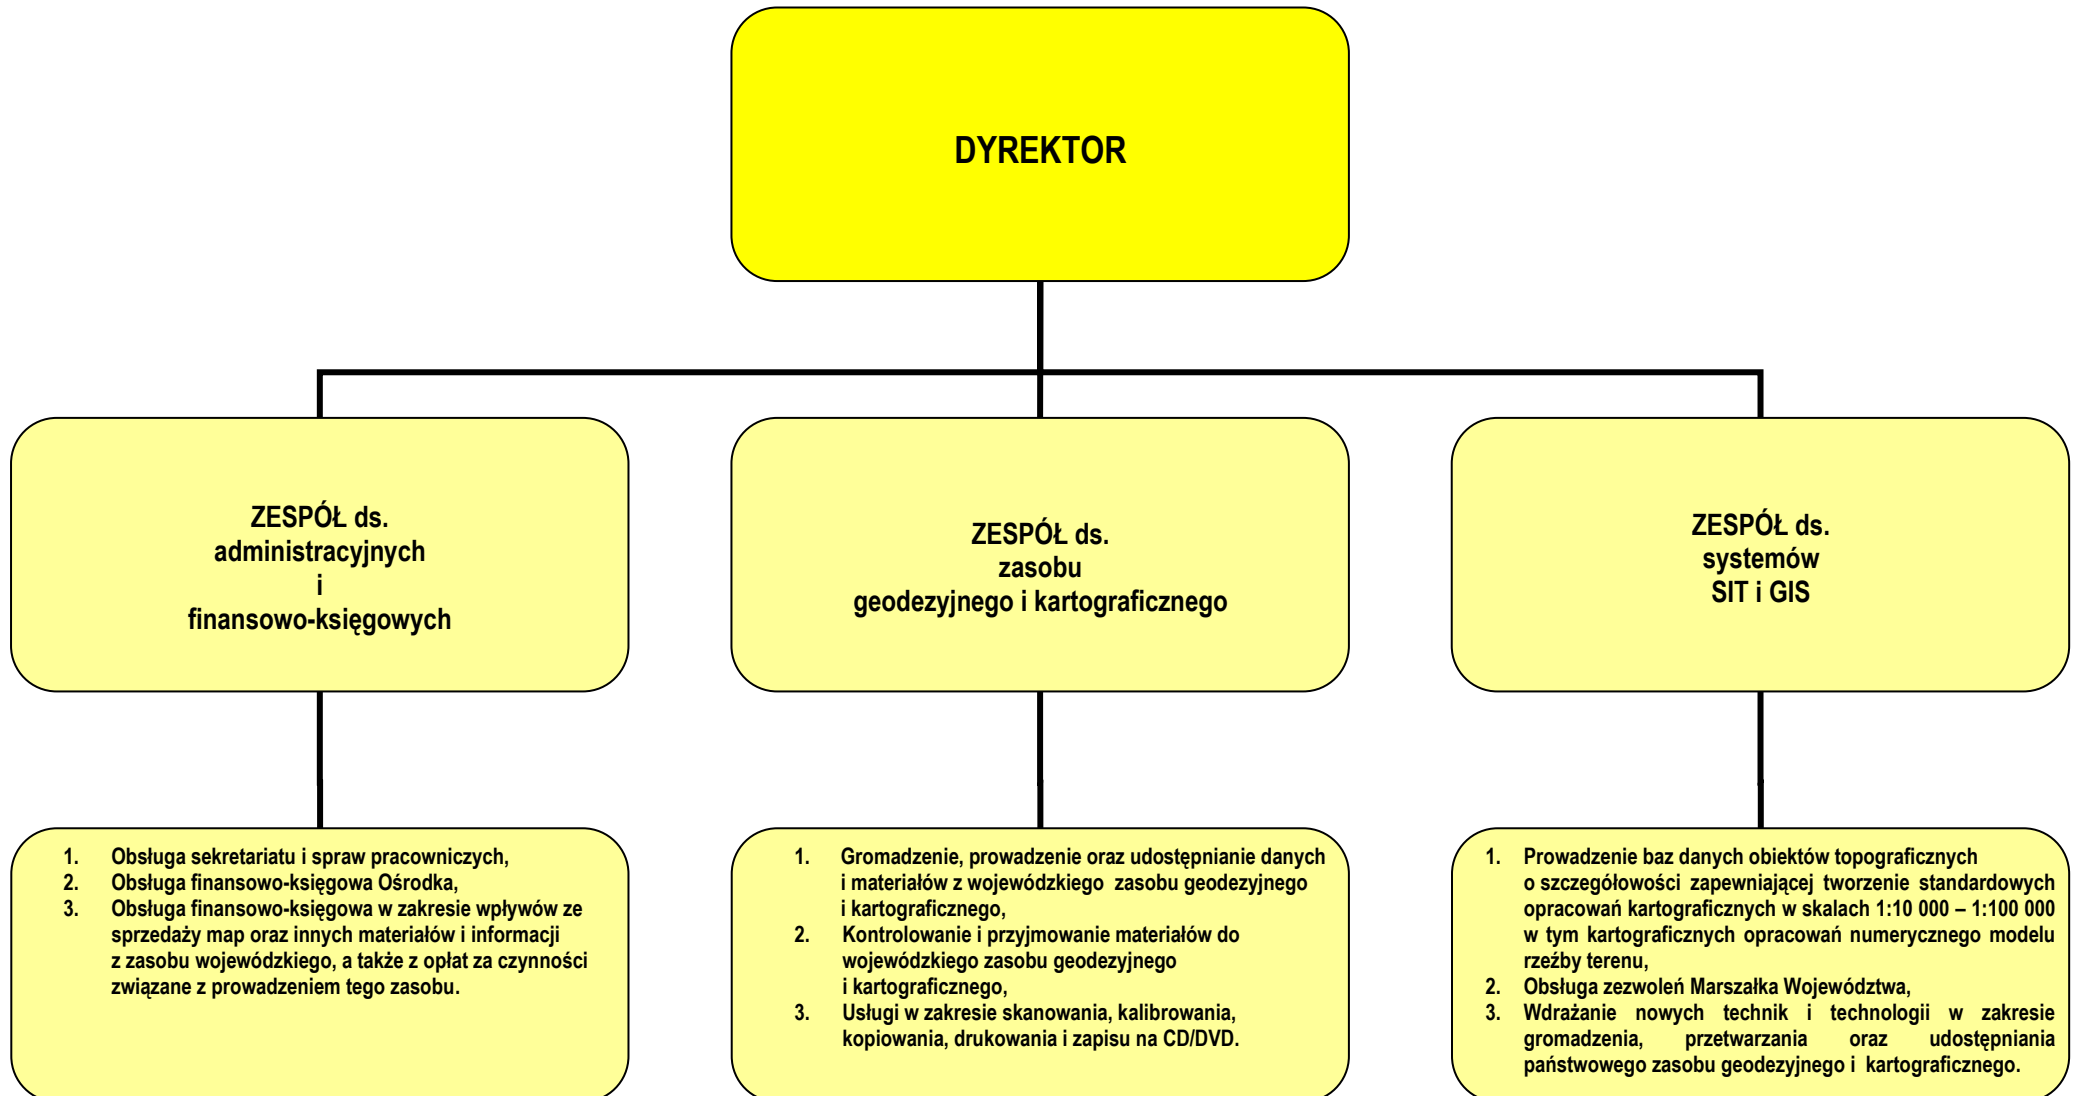 DYREKTOR
ZESPÓŁ ds.
administracyjnych
i
finansowo-księgowych
ZESPÓŁ ds.
zasobu
geodezyjnego i kartograficznego
ZESPÓŁ ds.
systemów
SIT i GIS
1. Obsługa sekretariatu i spraw pracowniczych,
2. Obsługa finansowo-księgowa Ośrodka,
3. Obsługa finansowo-księgowa w zakresie wpływów ze
sprzedaży map oraz innych materiałów i informacji
z zasobu wojewódzkiego, a także z opłat za czynności
związane z prowadzeniem tego zasobu.
1. Gromadzenie, prowadzenie oraz udostępnianie danych
i materiałów z wojewódzkiego zasobu geodezyjnego
i kartograficznego,
2. Kontrolowanie i przyjmowanie materiałów do
wojewódzkiego zasobu geodezyjnego
i kartograficznego,
3. Usługi w zakresie skanowania, kalibrowania,
kopiowania, drukowania i zapisu na CD/DVD.
1. Prowadzenie baz danych obiektów topograficznych
o szczegółowości zapewniającej tworzenie standardowych
opracowań kartograficznych w skalach 1:10 000 – 1:100 000
w tym kartograficznych opracowań numerycznego modelu
rzeźby terenu,
2. Obsługa zezwoleń Marszałka Województwa,
3. Wdrażanie nowych technik i technologii w zakresie
gromadzenia, przetwarzania oraz udostępniania
państwowego zasobu geodezyjnego i kartograficznego.